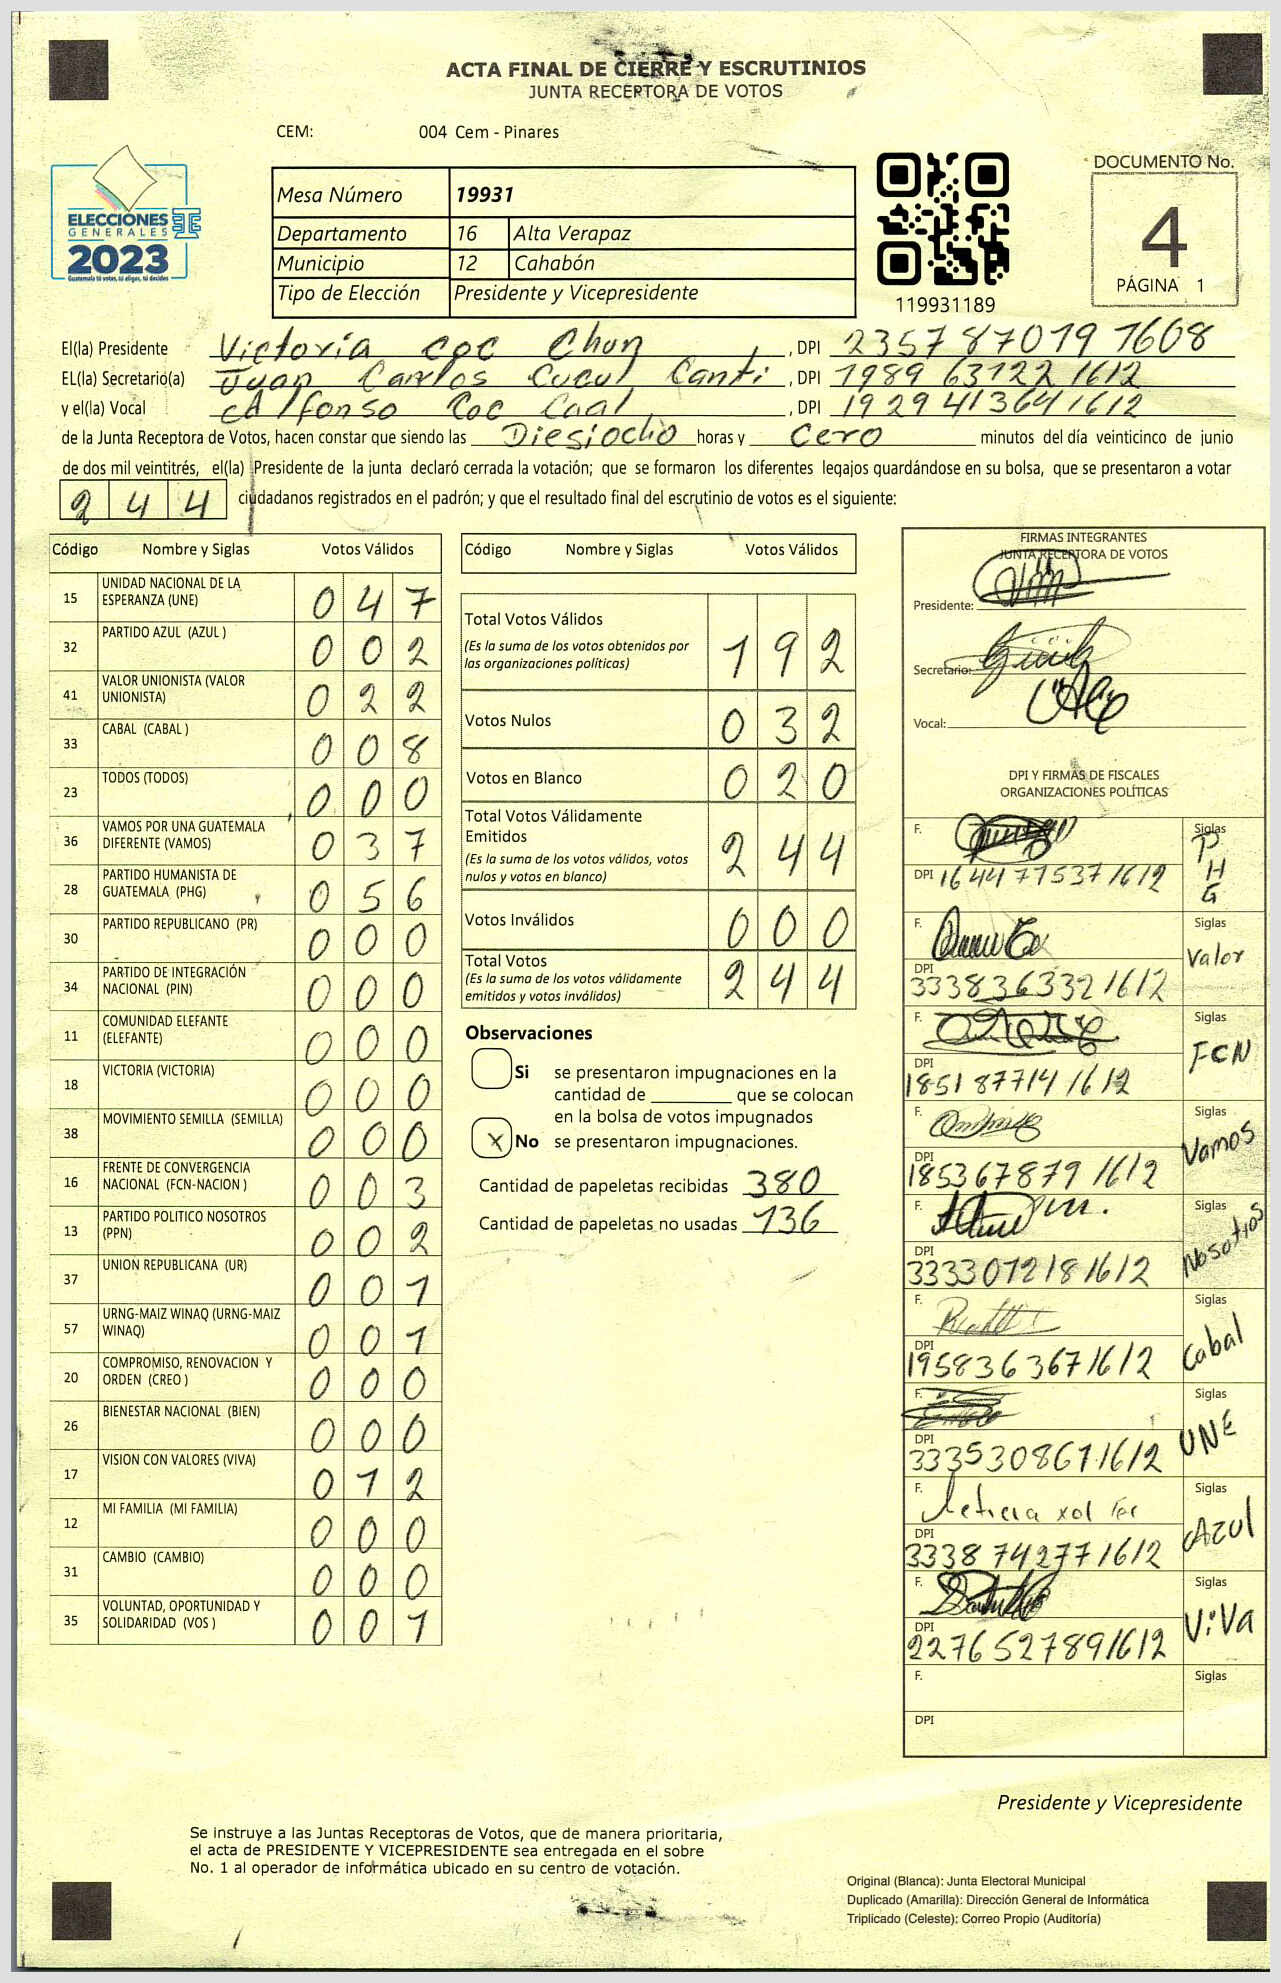 ACTA FINAL DE CIERRE Y ESCRUTINIOS
JUNTA RECEPTORA DE VOTOS
CEM: 004 Cem - Pinares
ELECCIONES
GENERALES
2023
Guatemala tú votas, tú eliges, tú decides
Mesa Número 19931
Departamento 16 Alta Verapaz
Municipio 12 Cahabón
Tipo de Elección Presidente y Vicepresidente
119931189
DOCUMENTO No.
4
PÁGINA 1
El(la) Presidente Victoria coc Chun, DPI 2357 87019 1608
EL(la) Secretario(a) Juan Carlos Cucul Canti, DPI 1989 63122 1612
y el(la) Vocal Alfonso Coc Caal, DPI 1929 41364 1612
de la Junta Receptora de Votos, hacen constar que siendo las Diesiocho horas y Cero minutos del día veinticinco de junio
de dos mil veintitrés, el(la) Presidente de la junta declaró cerrada la votación; que se formaron los diferentes legajos guardándose en su bolsa, que se presentaron a votar
2 4 4 ciudadanos registrados en el padrón; y que el resultado final del escrutinio de votos es el siguiente:
Código Nombre y Siglas Votos Válidos
15 UNIDAD NACIONAL DE LA ESPERANZA (UNE) 0 4 7
32 PARTIDO AZUL (AZUL ) 0 0 2
41 VALOR UNIONISTA (VALOR UNIONISTA) 0 2 2
33 CABAL (CABAL ) 0 0 8
23 TODOS (TODOS) 0 0 0
36 VAMOS POR UNA GUATEMALA DIFERENTE (VAMOS) 0 3 7
28 PARTIDO HUMANISTA DE GUATEMALA (PHG) 0 5 6
30 PARTIDO REPUBLICANO (PR) 0 0 0
34 PARTIDO DE INTEGRACIÓN NACIONAL (PIN) 0 0 0
11 COMUNIDAD ELEFANTE (ELEFANTE) 0 0 0
18 VICTORIA (VICTORIA) 0 0 0
38 MOVIMIENTO SEMILLA (SEMILLA) 0 0 0
16 FRENTE DE CONVERGENCIA NACIONAL (FCN-NACION ) 0 0 3
13 PARTIDO POLITICO NOSOTROS (PPN) 0 0 2
37 UNION REPUBLICANA (UR) 0 0 1
57 URNG-MAIZ WINAQ (URNG-MAIZ WINAQ) 0 0 1
20 COMPROMISO, RENOVACION Y ORDEN (CREO ) 0 0 0
26 BIENESTAR NACIONAL (BIEN) 0 0 0
17 VISION CON VALORES (VIVA) 0 1 2
12 MI FAMILIA (MI FAMILIA) 0 0 0
31 CAMBIO (CAMBIO) 0 0 0
35 VOLUNTAD, OPORTUNIDAD Y SOLIDARIDAD (VOS ) 0 0 1
Código Nombre y Siglas Votos Válidos
Total Votos Válidos 1 9 2
(Es la suma de los votos obtenidos por
las organizaciones políticas)
Votos Nulos 0 3 2
Votos en Blanco 0 2 0
Total Votos Válidamente
Emitidos 2 4 4
(Es la suma de los votos válidos, votos
nulos y votos en blanco)
Votos Inválidos 0 0 0
Total Votos 2 4 4
(Es la suma de los votos válidamente
emitidos y votos inválidos)
Observaciones
Si se presentaron impugnaciones en la
cantidad de ________ que se colocan
en la bolsa de votos impugnados
x No se presentaron impugnaciones.
Cantidad de papeletas recibidas 380
Cantidad de papeletas no usadas 136
FIRMAS INTEGRANTES
JUNTA RECEPTORA DE VOTOS
Presidente:
Secretario:
Vocal:
DPI Y FIRMAS DE FISCALES
ORGANIZACIONES POLÍTICAS
F. Siglas PHG
DPI 1644 77537 1612
F. Siglas Valor
DPI 3338 36332 1612
F. Siglas FCN
DPI 1851 87714 1612
F. Siglas Vamos
DPI 1853 67879 1612
F. Siglas Nosotros
DPI 3333 07218 1612
F. Siglas Cabal
DPI 1958 36367 1612
F. Siglas UNE
DPI 3335 30867 1612
F. Leticia xol Siglas Azul
DPI 3338 74277 1612
F. Siglas ViVa
DPI 2276 52789 1612
F. Siglas
DPI
Presidente y Vicepresidente
Se instruye a las Juntas Receptoras de Votos, que de manera prioritaria,
el acta de PRESIDENTE Y VICEPRESIDENTE sea entregada en el sobre
No. 1 al operador de informática ubicado en su centro de votación.
Original (Blanca): Junta Electoral Municipal
Duplicado (Amarilla): Dirección General de Informática
Triplicado (Celeste): Correo Propio (Auditoría)